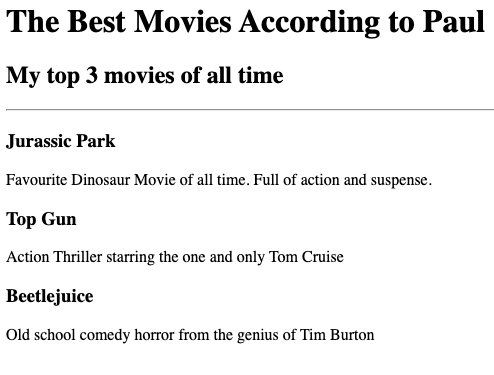 The Best Movies According to Paul
My top 3 movies of all time
Jurassic Park
Favourite Dinosaur Movie of all time. Full of action and suspense.
Top Gun
Action Thriller starring the one and only Tom Cruise
Beetlejuice
Old school comedy horror from the genius of Tim Burton